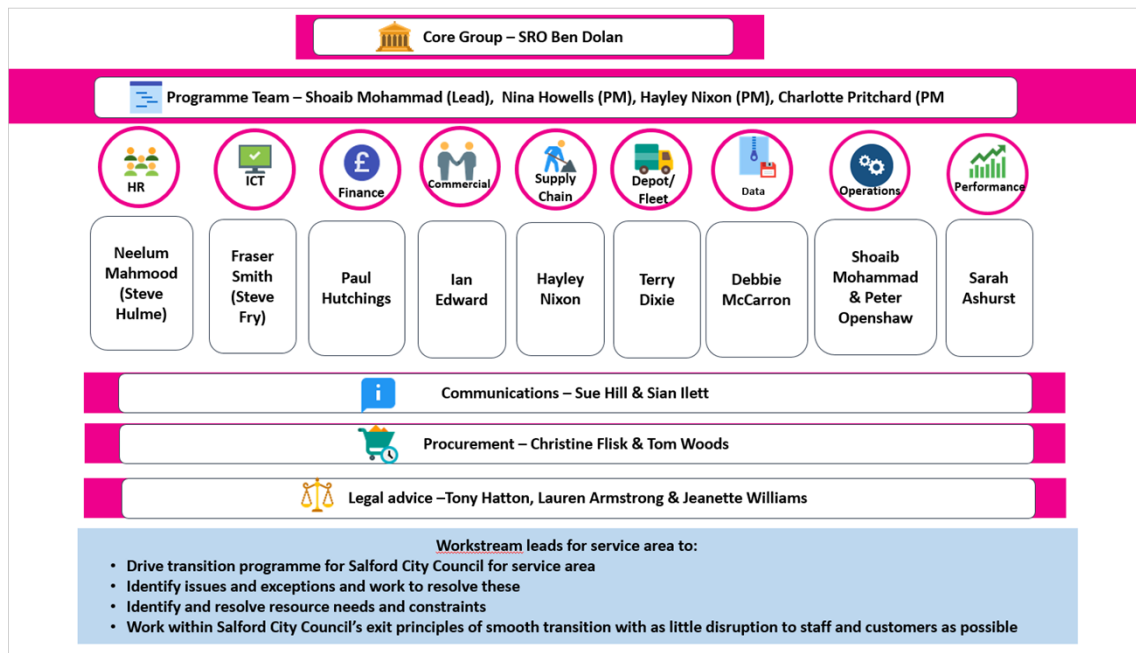 Core Group – SRO Ben Dolan
Programme Team – Shoaib Mohammad (Lead), Nina Howells (PM), Hayley Nixon (PM), Charlotte Pritchard (PM
HR
ICT
£
Finance
Commercial
Supply
Chain
Depot/
Fleet
Data
Operations
Performance
Neelum
Mahmood
(Steve
Hulme)
Fraser
Smith
(Steve
Fry)
Paul
Hutchings
Ian
Edward
Hayley
Nixon
Terry
Dixie
Debbie
McCarron
Shoaib
Mohammad
& Peter
Openshaw
Sarah
Ashurst
i
Communications – Sue Hill & Sian Ilett
Procurement – Christine Flisk & Tom Woods
Legal advice –Tony Hatton, Lauren Armstrong & Jeanette Williams
Workstream leads for service area to:
• Drive transition programme for Salford City Council for service area
• Identify issues and exceptions and work to resolve these
• Identify and resolve resource needs and constraints
• Work within Salford City Council’s exit principles of smooth transition with as little disruption to staff and customers as possible